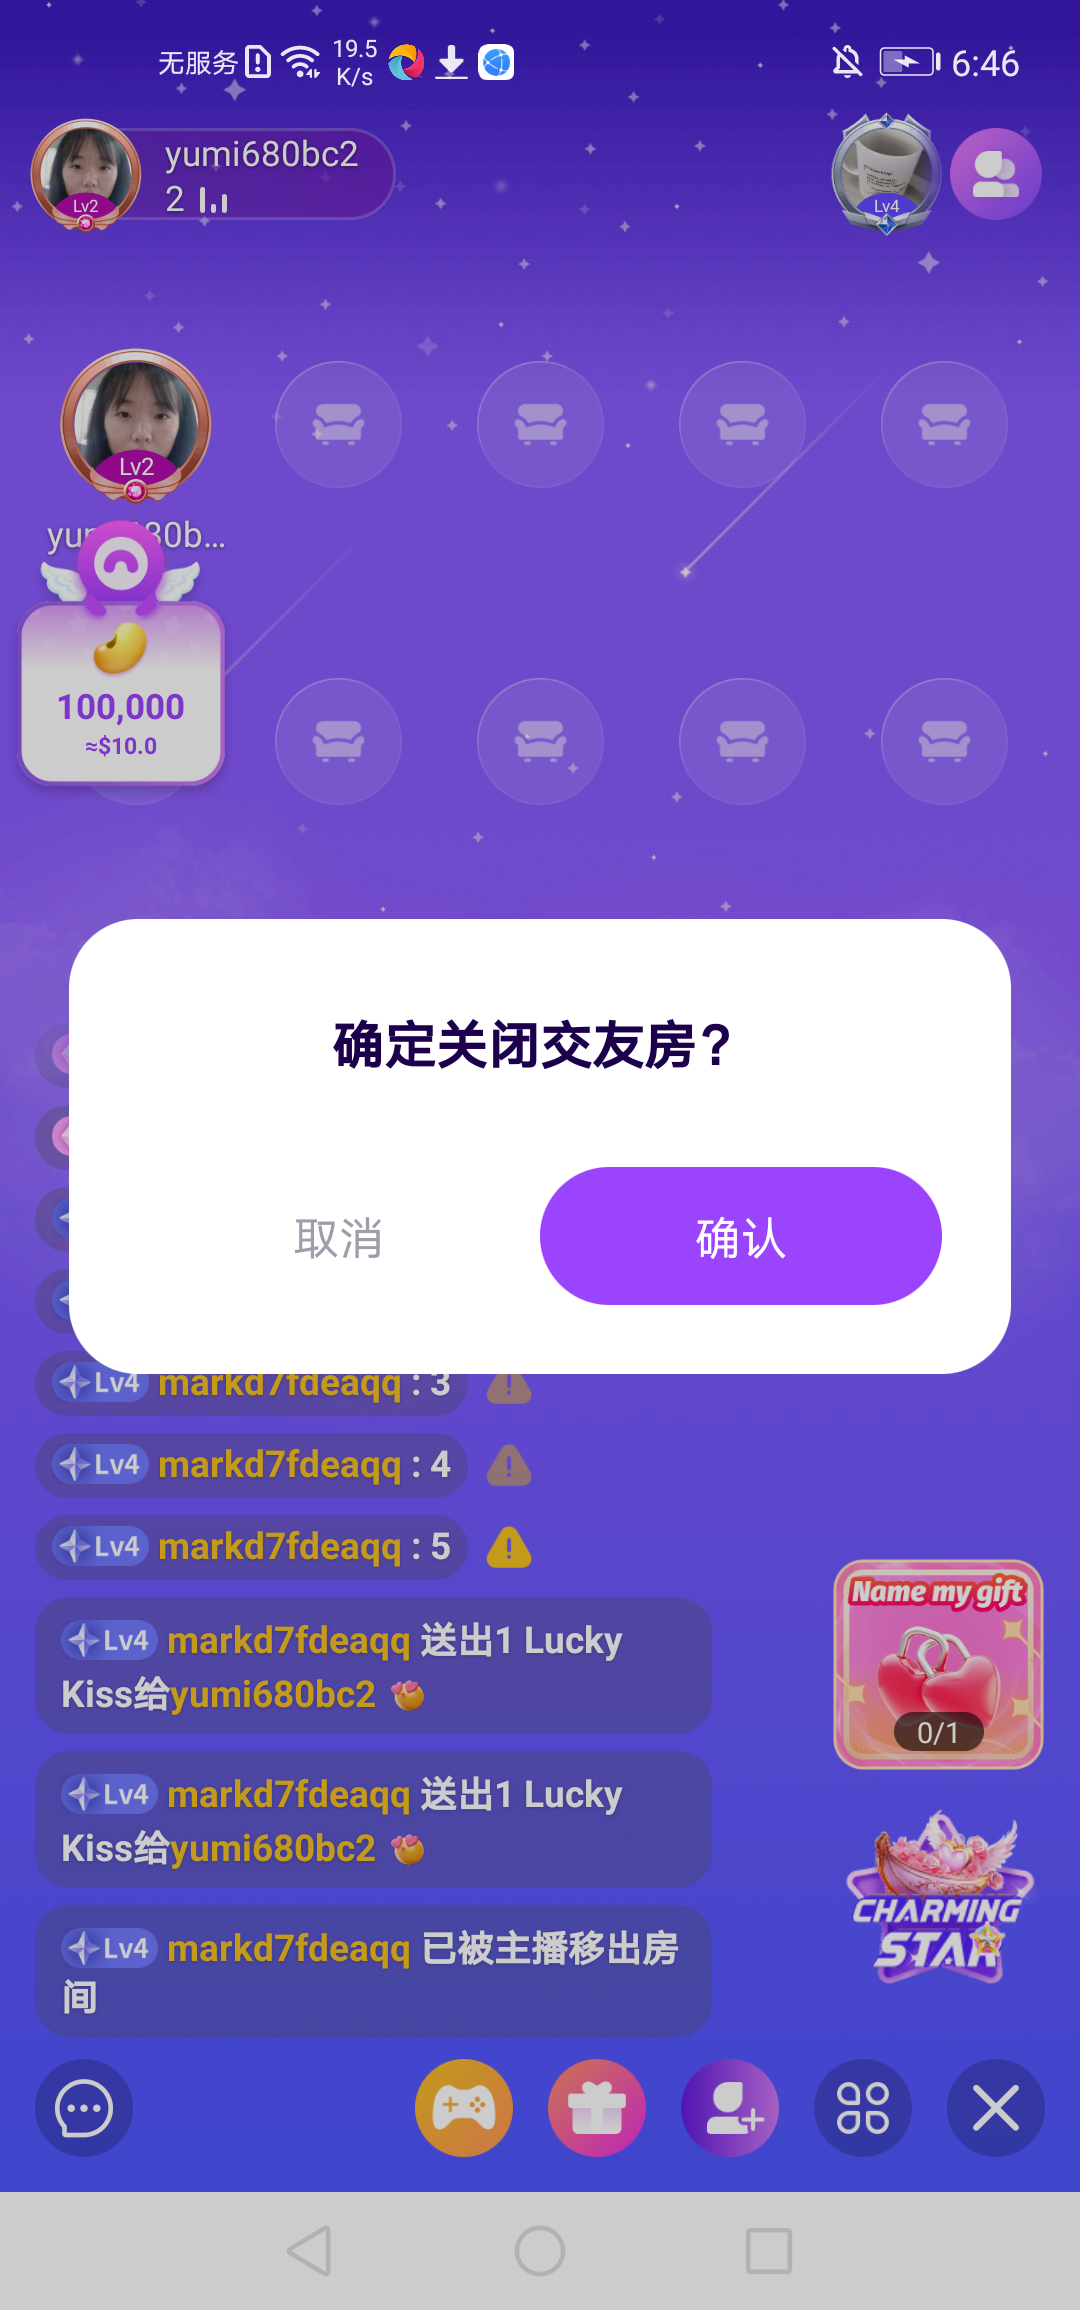 无服务 19.5 K/s 6:46
yumi680bc2
2
Lv2
Lv4
Lv2
yumi680b...
100,000
≈$10.0
确定关闭交友房?
取消 确认
Lv4 markd7fdeaqq : 3
Lv4 markd7fdeaqq : 4
Lv4 markd7fdeaqq : 5
Lv4 markd7fdeaqq 送出1 Lucky
Kiss给yumi680bc2
Lv4 markd7fdeaqq 送出1 Lucky
Kiss给yumi680bc2
Lv4 markd7fdeaqq 已被主播移出房
间
Name my gift
0/1
CHARMING
STAR